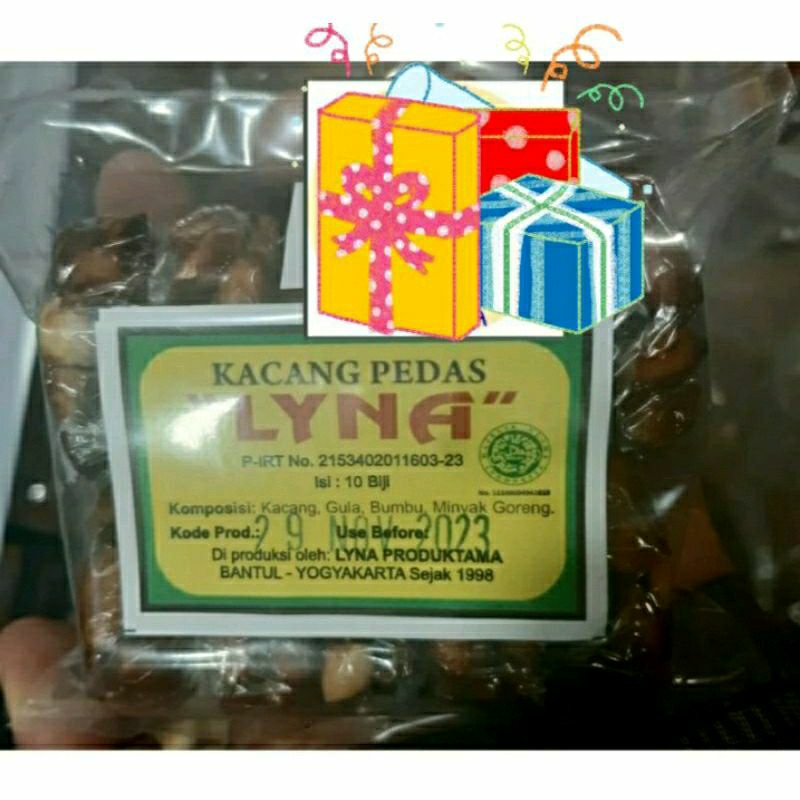 KACANG PEDAS
"LYNA"
P-IRT No. 2153402011603-23
Isi : 10 Biji
Komposisi: Kacang, Gula, Bumbu, Minyak Goreng.
Kode Prod.: Use Before:
29 NOV 2023
Di produksi oleh: LYNA PRODUKTAMA
BANTUL - YOGYAKARTA Sejak 1998